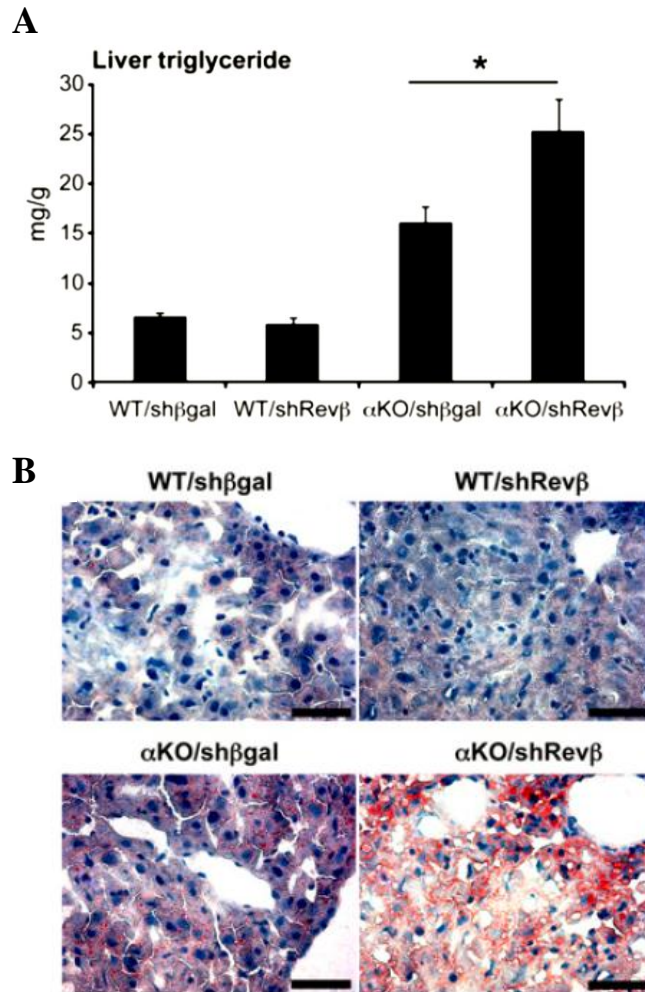 A
Liver triglyceride
*
30
25
20
15
10
5
0
mg/g
WT/shβgal WT/shRevβ αKO/shβgal αKO/shRevβ
B
WT/shβgal WT/shRevβ
αKO/shβgal αKO/shRevβ